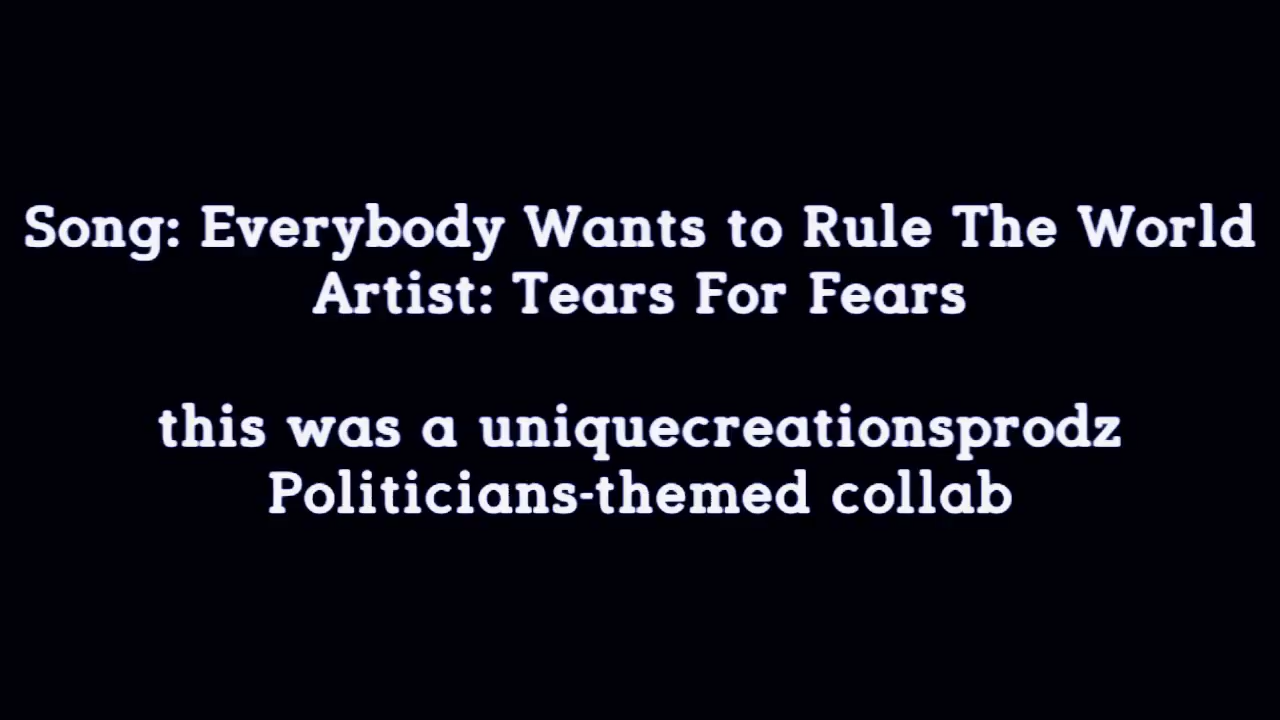 Song: Everybody Wants to Rule The World
Artist: Tears For Fears
this was a uniquecreationsprodz
Politicians-themed collab